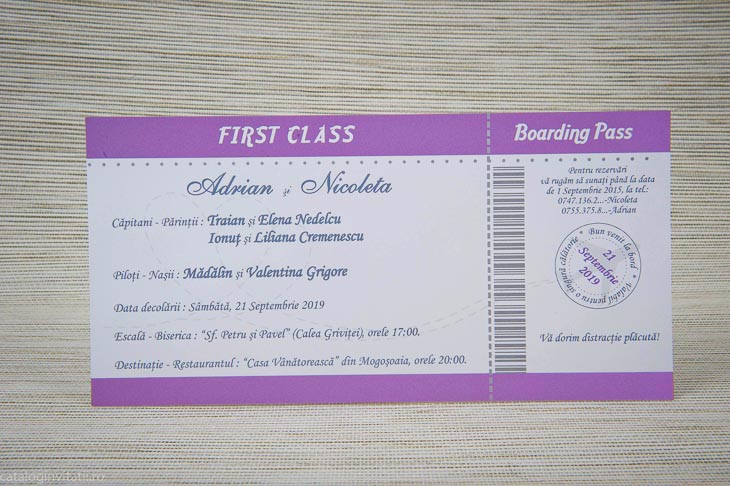 FIRST CLASS
Adrian și Nicoleta
Căpitani - Părinții : Traian și Elena Nedelcu
Ionuț și Liliana Cremenescu
Piloți - Nașii : Mădălin și Valentina Grigore
Data decolării : Sâmbătă, 21 Septembrie 2019
Escală - Biserica : “Sf. Petru și Pavel” (Calea Griviței), orele 17:00.
Destinație - Restaurantul : “Casa Vânătorească” din Mogoșoaia, orele 20:00.
Boarding Pass
Pentru rezervări
vă rugăm să sunați până la data
de 1 Septembrie 2015, la tel.:
0747.136.2...-Nicoleta
0755.375.8...-Adrian
* Bun venit la bord
* Valabil pentru o singură călătorie
21
Septembrie
2019
Vă dorim distracție plăcută!
cataloginvitatii.ro